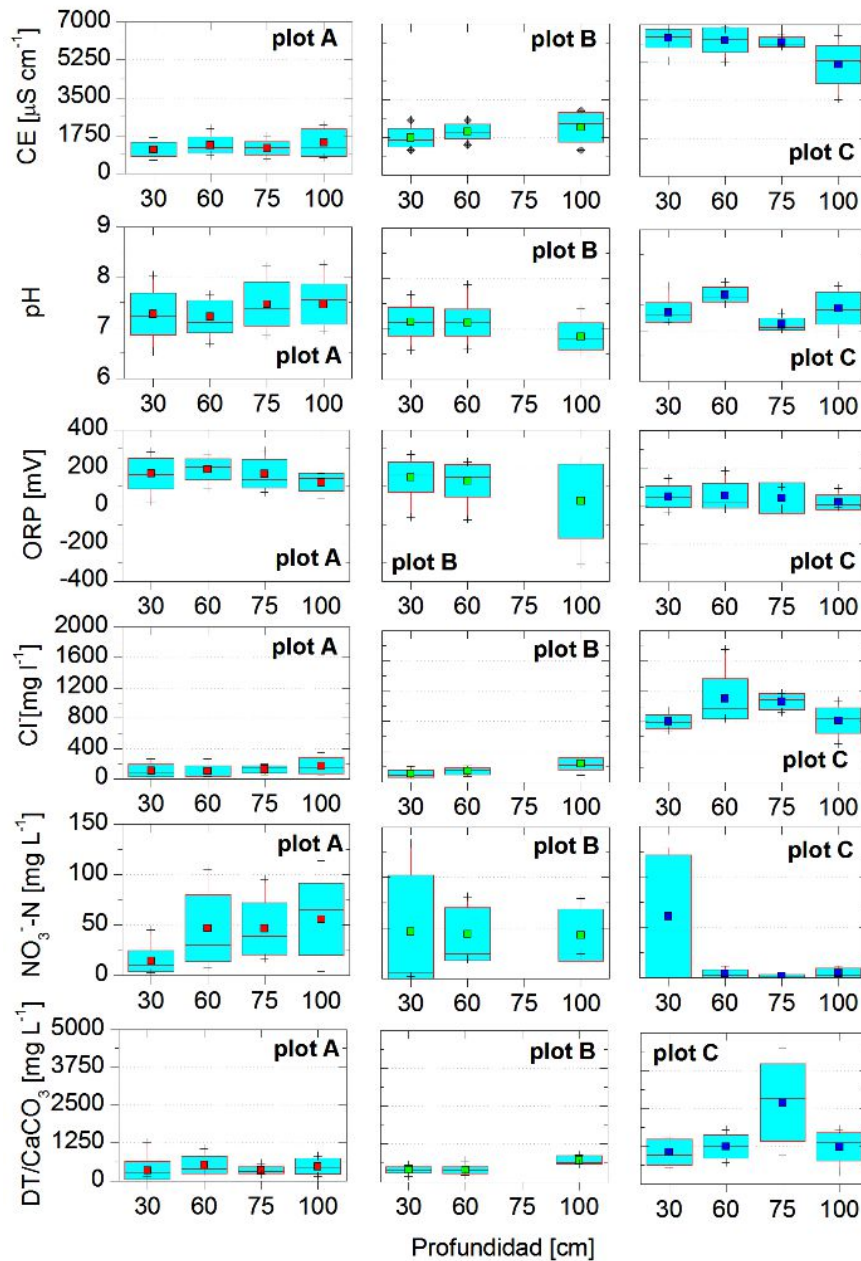 CE [µS cm⁻¹]
7000
5250
3500
1750
0
plot A
plot B
plot C
30 60 75 100
30 60 75 100
30 60 75 100
pH
9
8
7
6
plot A
plot B
plot C
30 60 75 100
30 60 75 100
30 60 75 100
ORP [mV]
400
200
0
-200
-400
plot A
plot B
plot C
30 60 75 100
30 60 75 100
30 60 75 100
Cl⁻[mg l⁻¹]
2000
1600
1200
800
400
0
plot A
plot B
plot C
30 60 75 100
30 60 75 100
30 60 75 100
NO₃⁻-N [mg L⁻¹]
150
100
50
0
plot A
plot B
plot C
30 60 75 100
30 60 75 100
30 60 75 100
DT/CaCO₃ [mg L⁻¹]
5000
3750
2500
1250
0
plot A
plot B
plot C
30 60 75 100
30 60 75 100
30 60 75 100
Profundidad [cm]